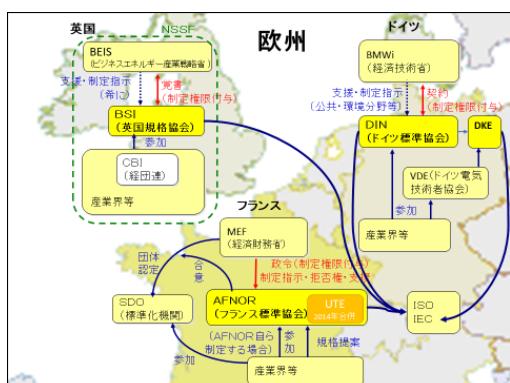 欧州
英国
NSSF
BEIS
(ビジネスエネルギー産業戦略省)
支援・制定指示
(希に)
覚書
(制定権限付与)
BSI
(英国規格協会)
参加
CBI
(経団連)
産業界等
ドイツ
BMWi
(経済技術省)
支援・制定指示
(公共・環境分野等)
契約
(制定権限付与)
DIN
(ドイツ標準協会)
DKE
VDE(ドイツ電気
技術者協会)
参加
産業界等
フランス
MEF
(経済財務省)
団体
認定
合意
政令(制定権限付与)
制定指示・拒否権・支援
SDO
(標準化機関)
AFNOR
(フランス標準協会)
UTE
2014年合併
ISO
IEC
(AFNOR自ら
制定する場合)
参加
規格提案
参加
産業界等